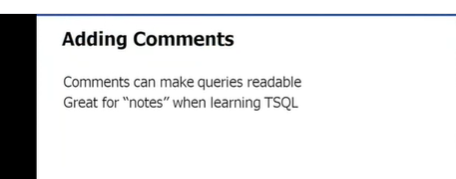 Adding Comments
Comments can make queries readable
Great for “notes” when learning TSQL